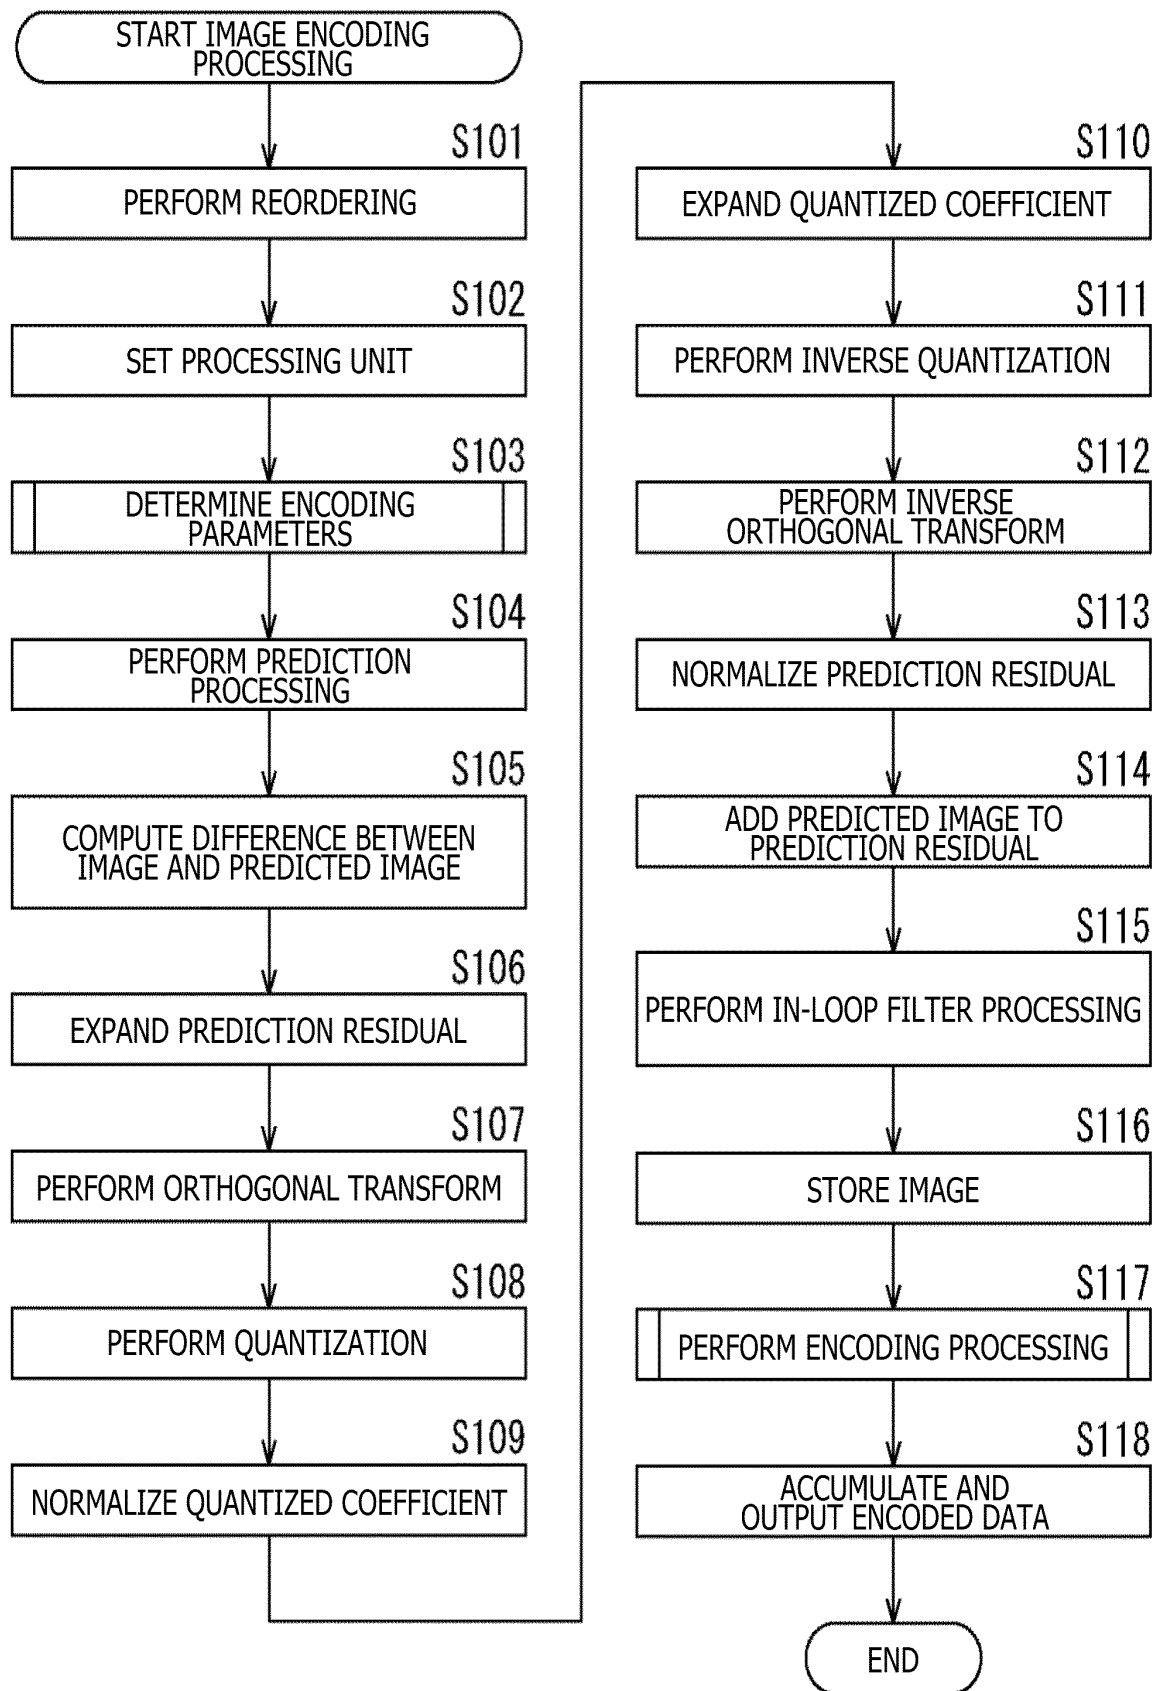 START IMAGE ENCODING
PROCESSING
S101
PERFORM REORDERING
S102
SET PROCESSING UNIT
S103
DETERMINE ENCODING
PARAMETERS
S104
PERFORM PREDICTION
PROCESSING
S105
COMPUTE DIFFERENCE BETWEEN
IMAGE AND PREDICTED IMAGE
S106
EXPAND PREDICTION RESIDUAL
S107
PERFORM ORTHOGONAL TRANSFORM
S108
PERFORM QUANTIZATION
S109
NORMALIZE QUANTIZED COEFFICIENT
S110
EXPAND QUANTIZED COEFFICIENT
S111
PERFORM INVERSE QUANTIZATION
S112
PERFORM INVERSE
ORTHOGONAL TRANSFORM
S113
NORMALIZE PREDICTION RESIDUAL
S114
ADD PREDICTED IMAGE TO
PREDICTION RESIDUAL
S115
PERFORM IN-LOOP FILTER PROCESSING
S116
STORE IMAGE
S117
PERFORM ENCODING PROCESSING
S118
ACCUMULATE AND
OUTPUT ENCODED DATA
END